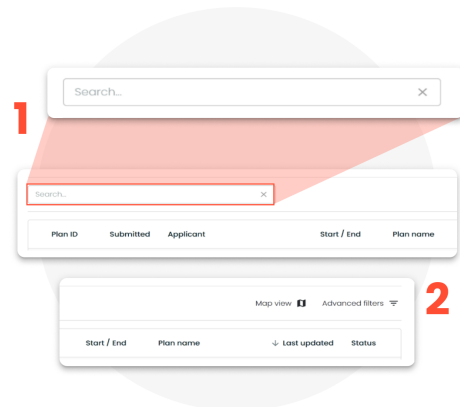 Search...
1
Search...
Plan ID Submitted Applicant Start / End Plan name
Map view Advanced filters
2
Start / End Plan name ↓ Last updated Status